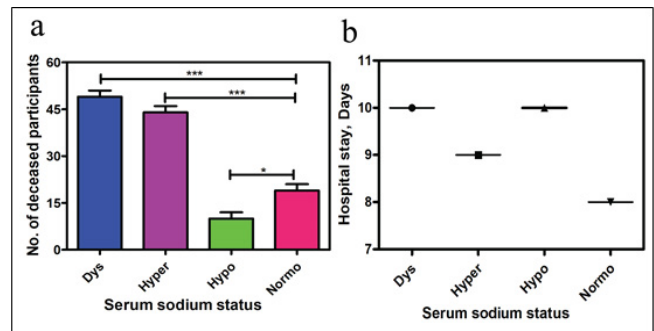 a
***
***
*
60
45
30
15
0
No. of deceased participants
Dys
Hyper
Hypo
Normo
Serum sodium status
b
11
10
9
8
7
Hospital stay, Days
Dys
Hyper
Hypo
Normo
Serum sodium status